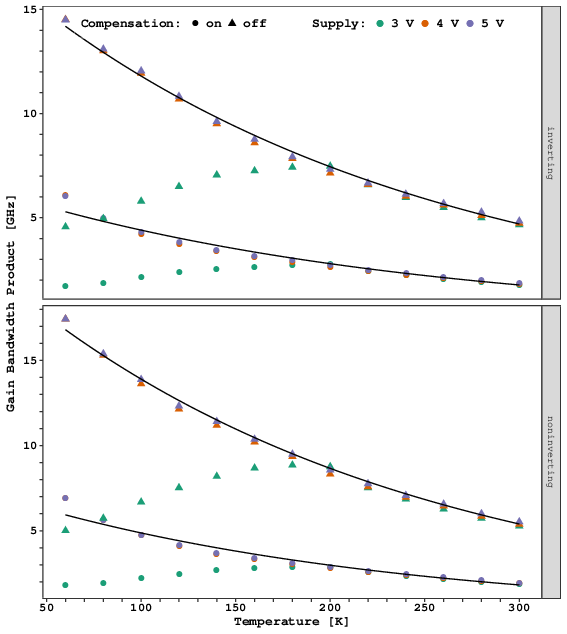 Compensation: on off Supply: 3 V 4 V 5 V
15
10
5
inverting
Gain Bandwidth Product [GHz]
15
10
5
noninverting
50 100 150 200 250 300
Temperature [K]